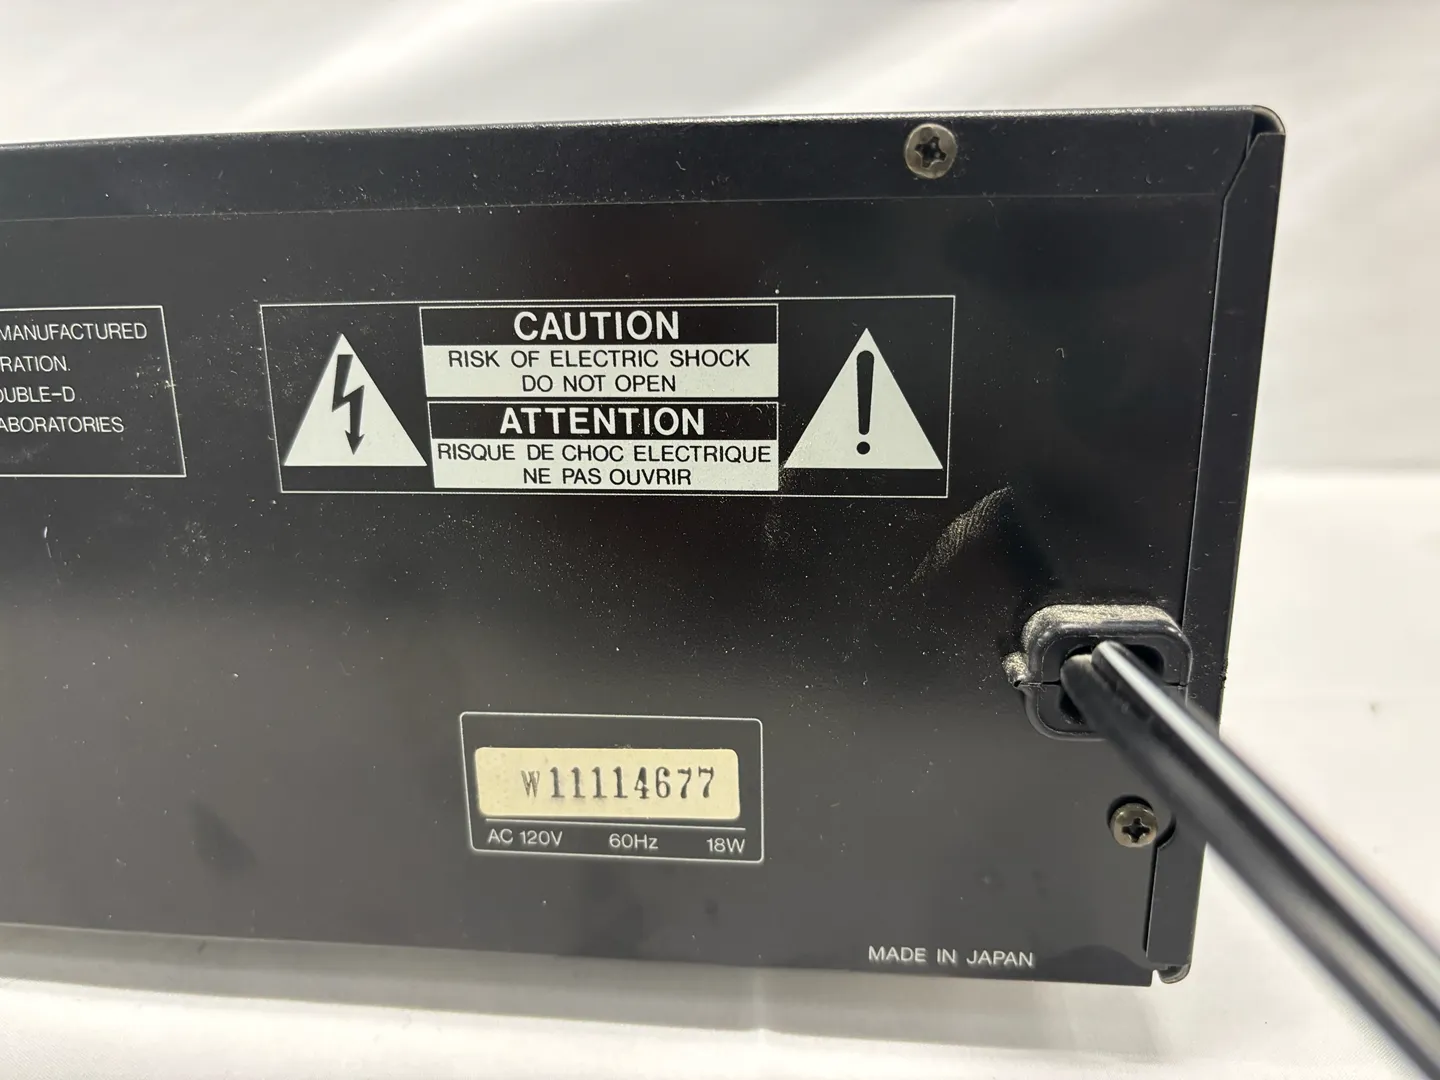 MANUFACTURED
RATION.
OUBLE-D
ABORATORIES
CAUTION
RISK OF ELECTRIC SHOCK
DO NOT OPEN
ATTENTION
RISQUE DE CHOC ELECTRIQUE
NE PAS OUVRIR
W11114677
AC 120V 60Hz 18W
MADE IN JAPAN